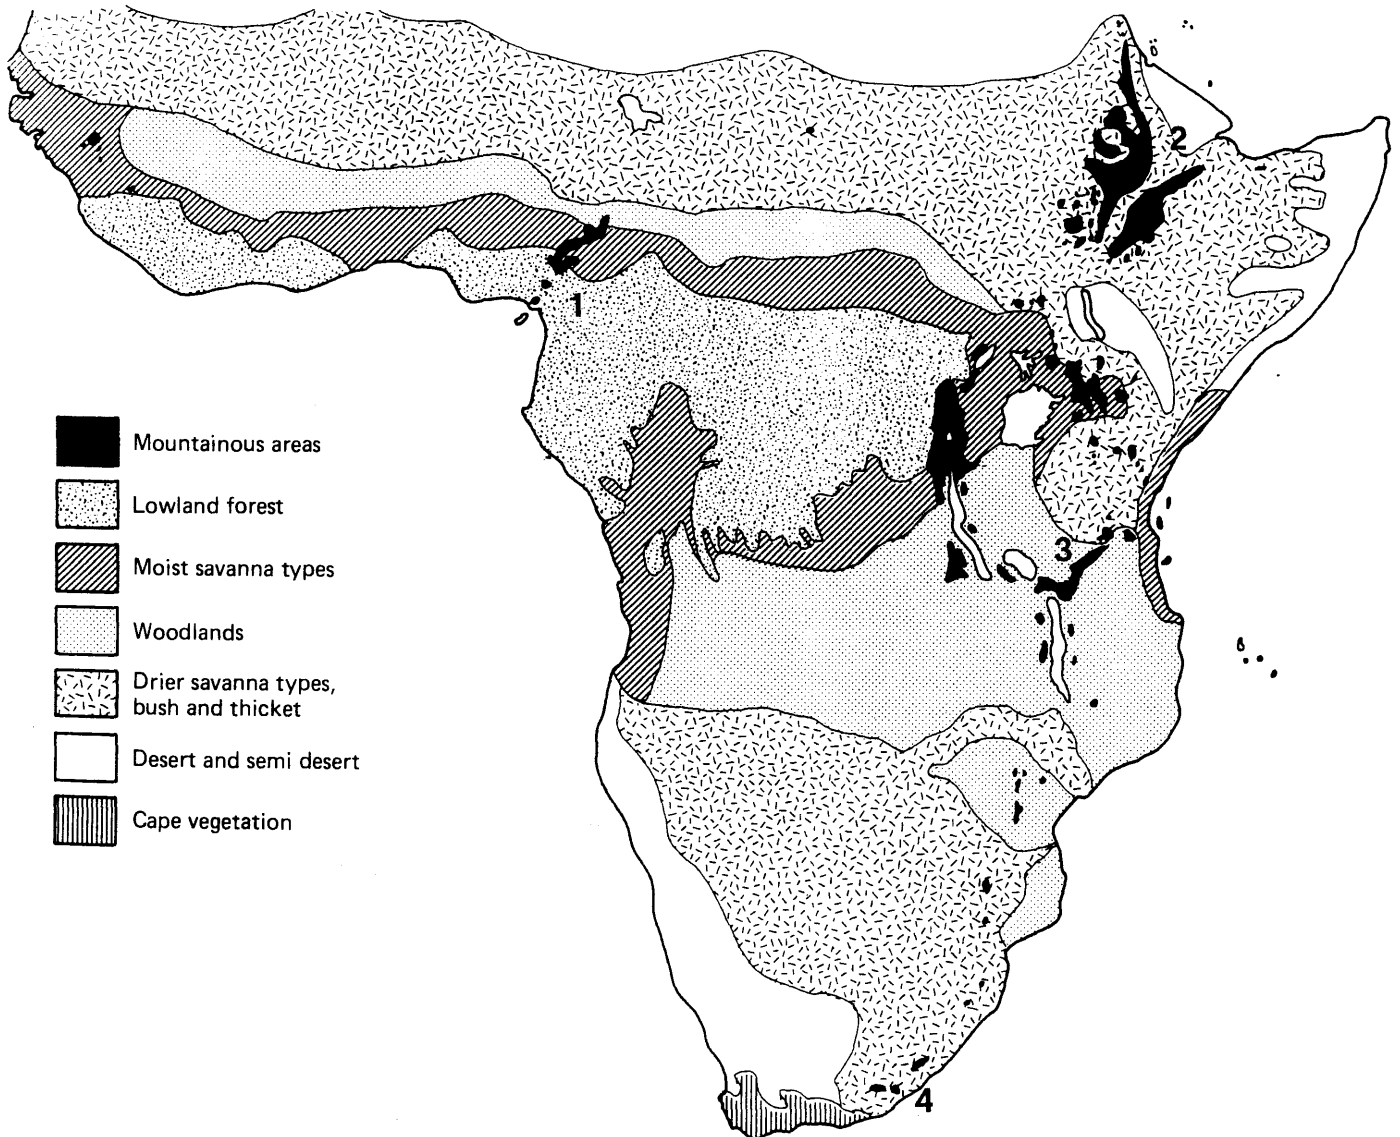 2
1
Mountainous areas
Lowland forest
3
Moist savanna types
Woodlands
Drier savanna types,
bush and thicket
Desert and semi desert
Cape vegetation
4